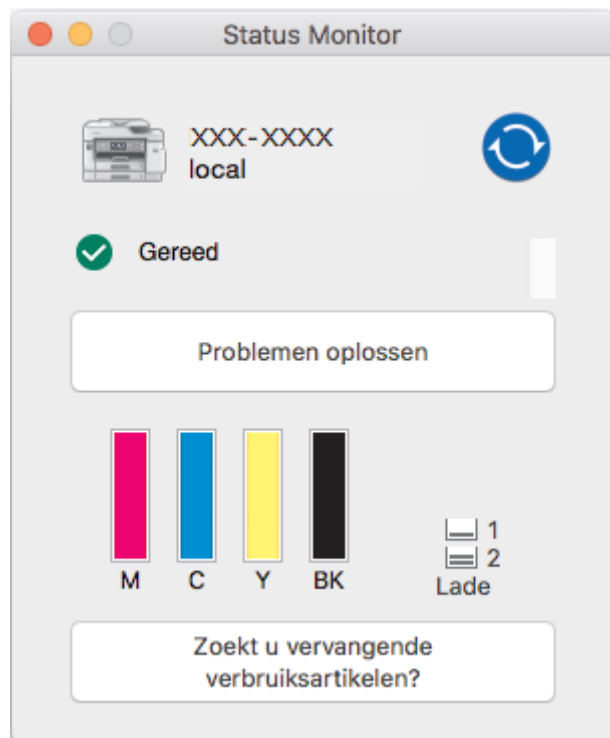 Status Monitor
XXX-XXXX
local
Gereed
Problemen oplossen
M C Y BK
1
2
Lade
Zoekt u vervangende
verbruiksartikelen?